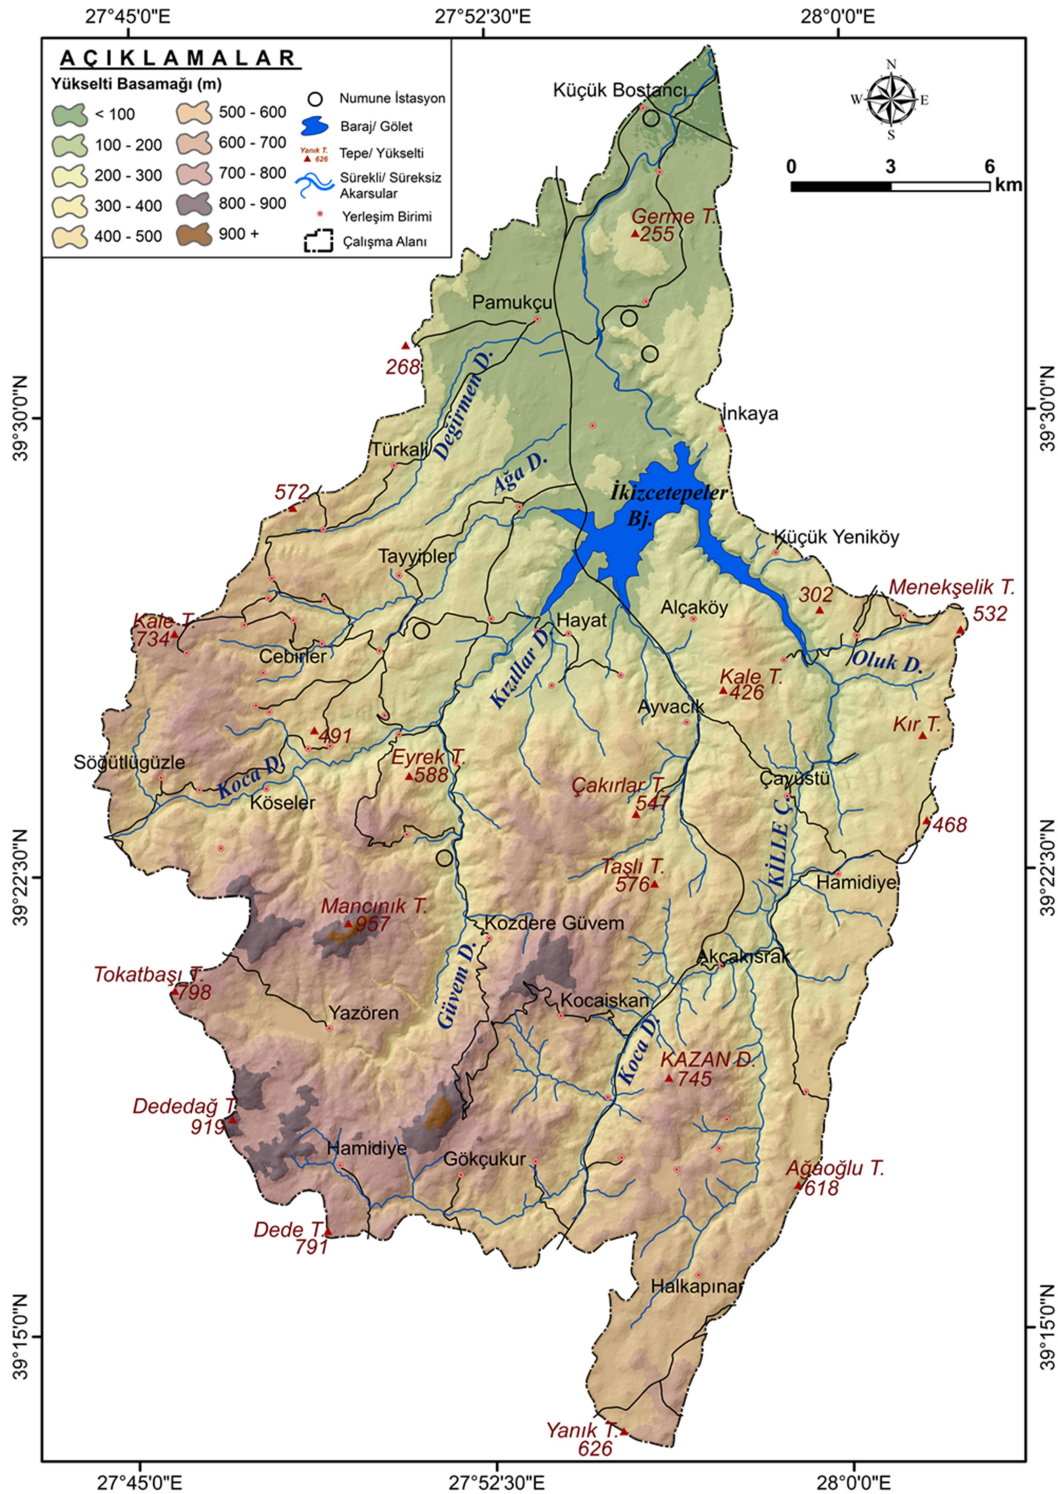 27°45'0"E
27°52'30"E
28°0'0"E
AÇIKLAMALAR
Yükselti Basamağı (m)
< 100
100 - 200
200 - 300
300 - 400
400 - 500
500 - 600
600 - 700
700 - 800
800 - 900
900 +
Numune İstasyon
Baraj/ Gölet
Yanık T.
626
Tepe/ Yükselti
Sürekli/ Süreksiz
Akarsular
Yerleşim Birimi
Çalışma Alanı
N
W
E
S
0
3
6
km
Küçük Bostancı
Germe T.
255
Pamukçu
268
Değirmen D.
39°30'0"N
39°30'0"N
İnkaya
Türkali
Ağa D.
572
İkizcetepeler
Bj.
Küçük Yeniköy
Tayyipler
Menekşelik T.
532
302
Kale T.
734
Hayat
Alçaköy
Cebirler
Kızıllar D.
Oluk D.
Kale T.
426
Ayvacık
Kır T.
491
Söğütlügüzle
Koca D.
Eyrek T.
588
Köseler
Çakırlar T.
547
Çayüstü
468
KİLLE Ç.
39°22'30"N
39°22'30"N
Taşlı T.
576
Hamidiye
Mancınık T.
957
Kozdere Güvem
Akçakısrak
Tokatbaşı T.
798
Güvem D.
Yazören
Kocaiskan
Koca D.
KAZAN D.
745
Dededağ T.
919
Hamidiye
Gökçukur
Ağaoğlu T.
618
Dede T.
791
Halkapınar
39°15'0"N
39°15'0"N
Yanık T.
626
27°45'0"E
27°52'30"E
28°0'0"E